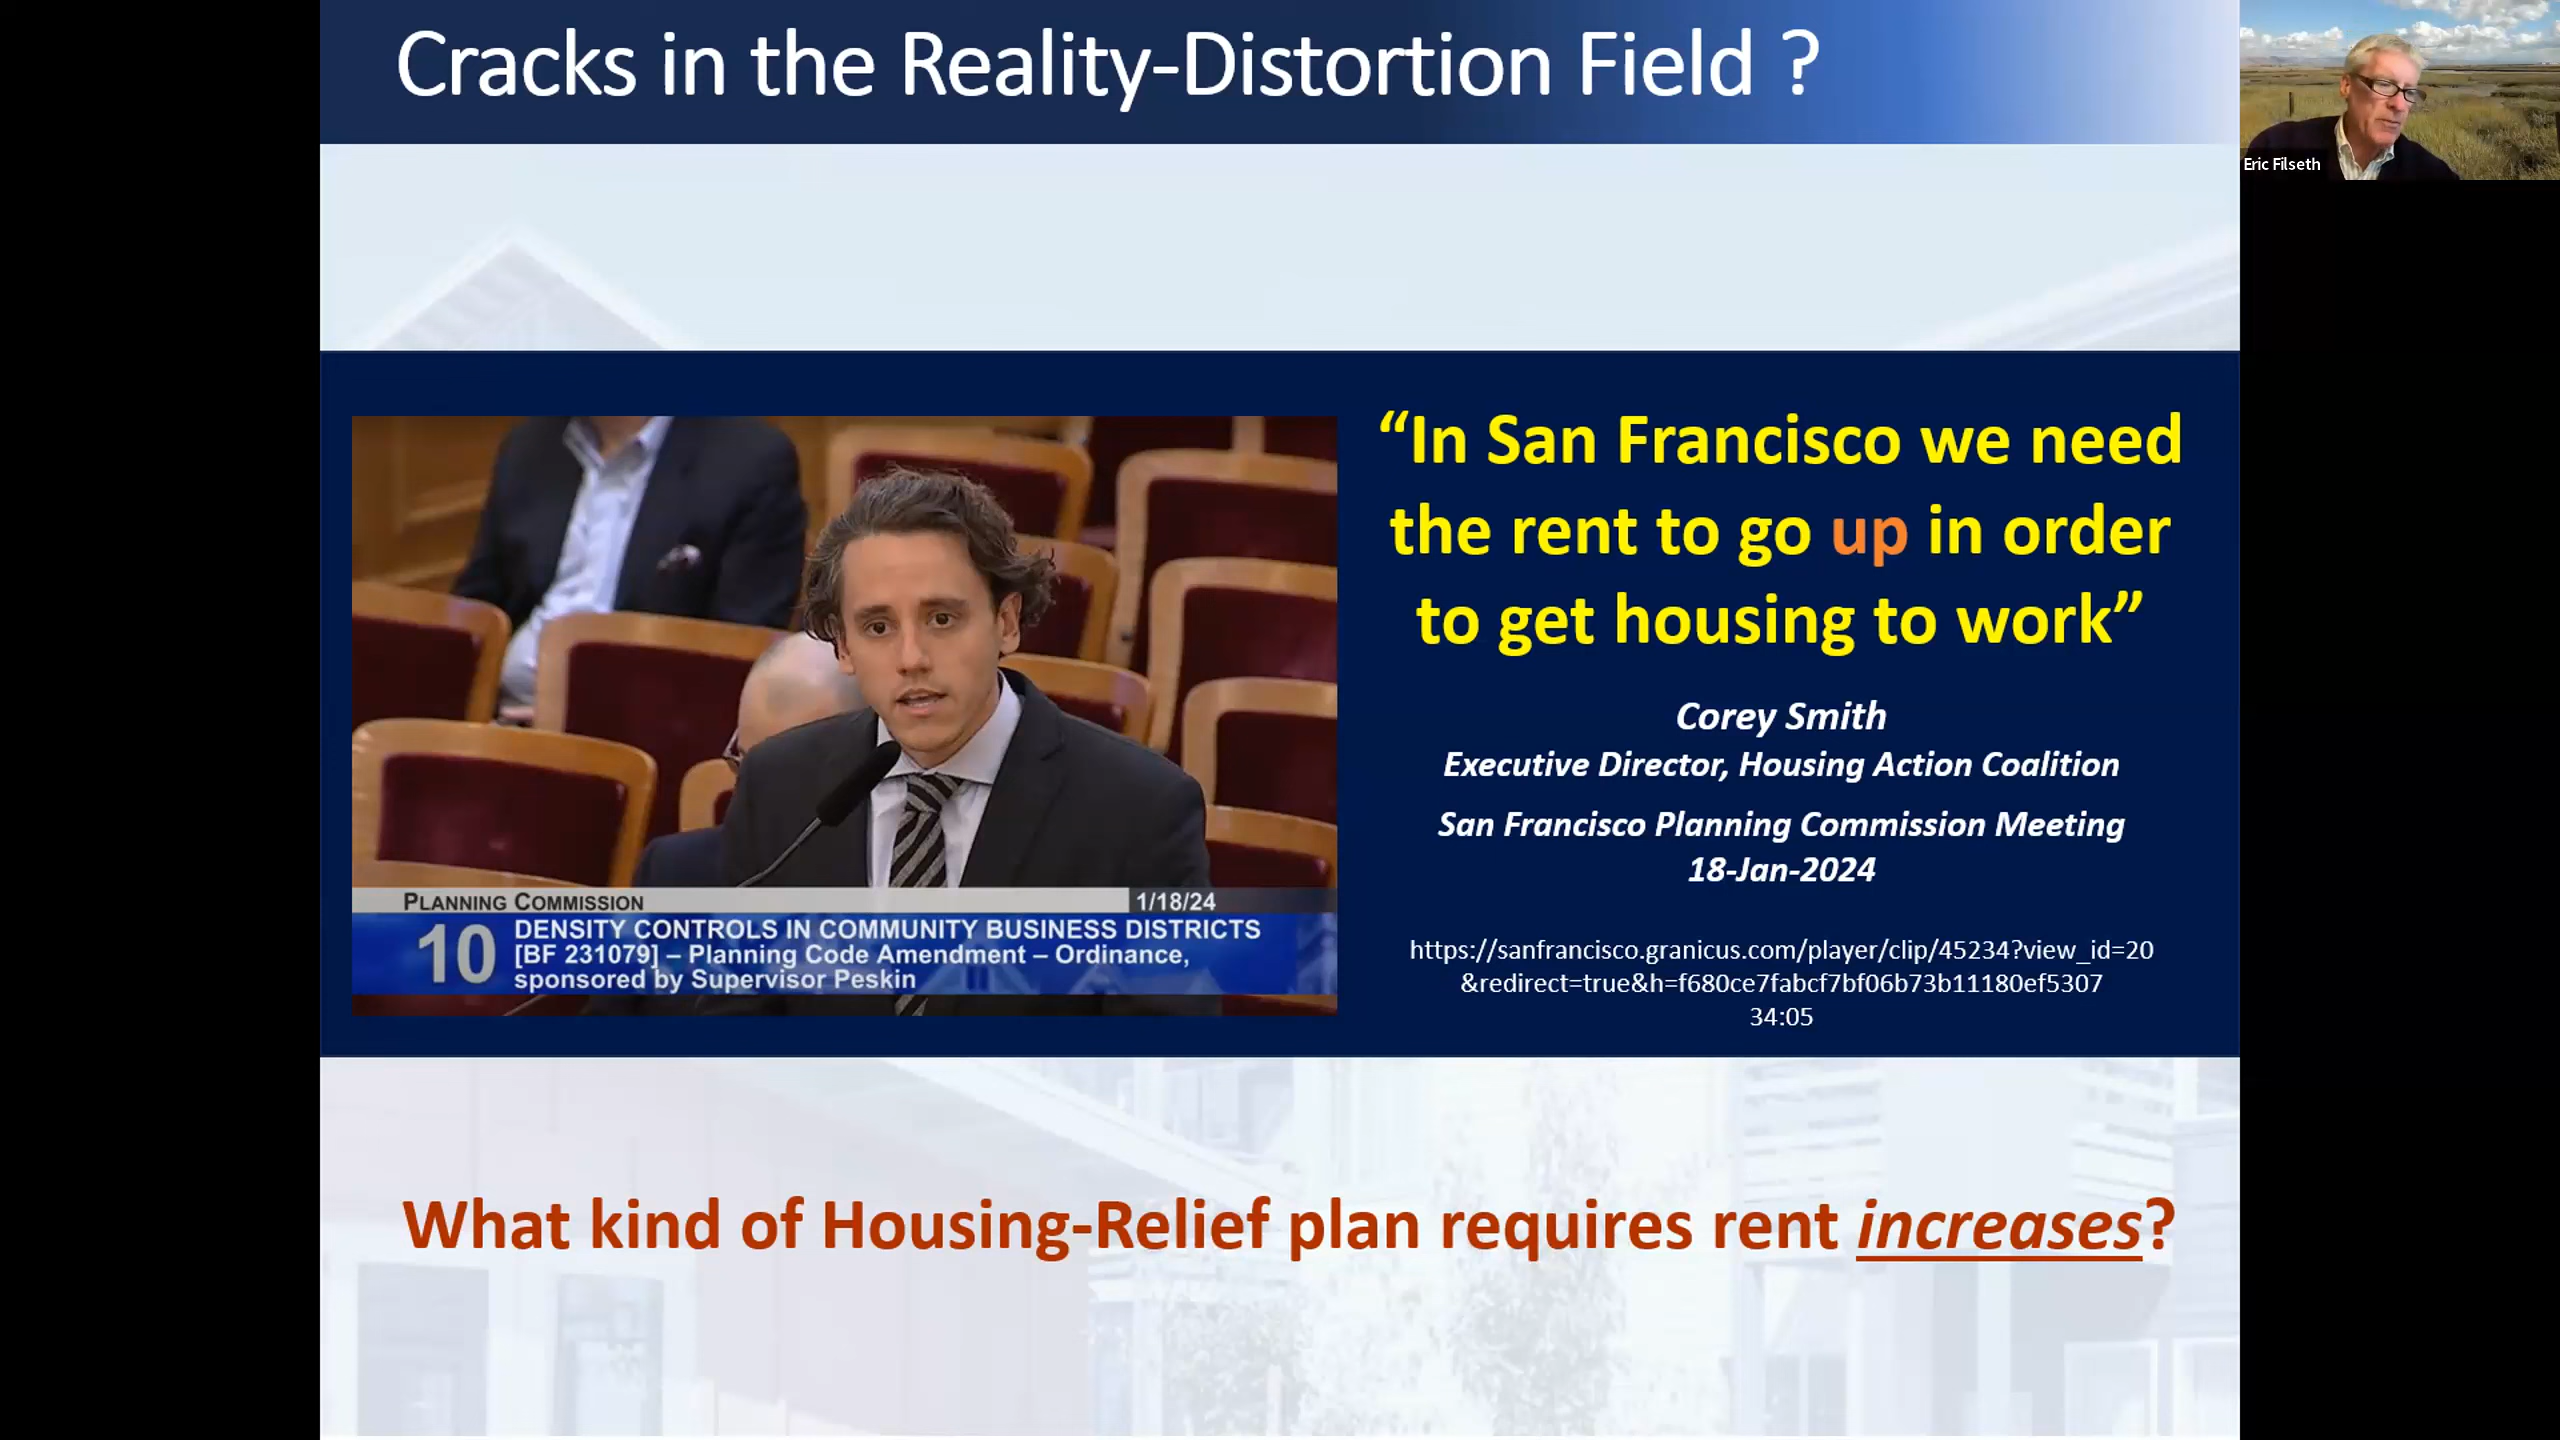 Cracks in the Reality-Distortion Field ?
Eric Filseth
“In San Francisco we need
the rent to go up in order
to get housing to work”
Corey Smith
Executive Director, Housing Action Coalition
San Francisco Planning Commission Meeting
18-Jan-2024
https://sanfrancisco.granicus.com/player/clip/45234?view_id=20
&redirect=true&h=f680ce7fabcf7bf06b73b11180ef5307
34:05
PLANNING COMMISSION
1/18/24
10
DENSITY CONTROLS IN COMMUNITY BUSINESS DISTRICTS
[BF 231079] – Planning Code Amendment – Ordinance,
sponsored by Supervisor Peskin
What kind of Housing-Relief plan requires rent increases?